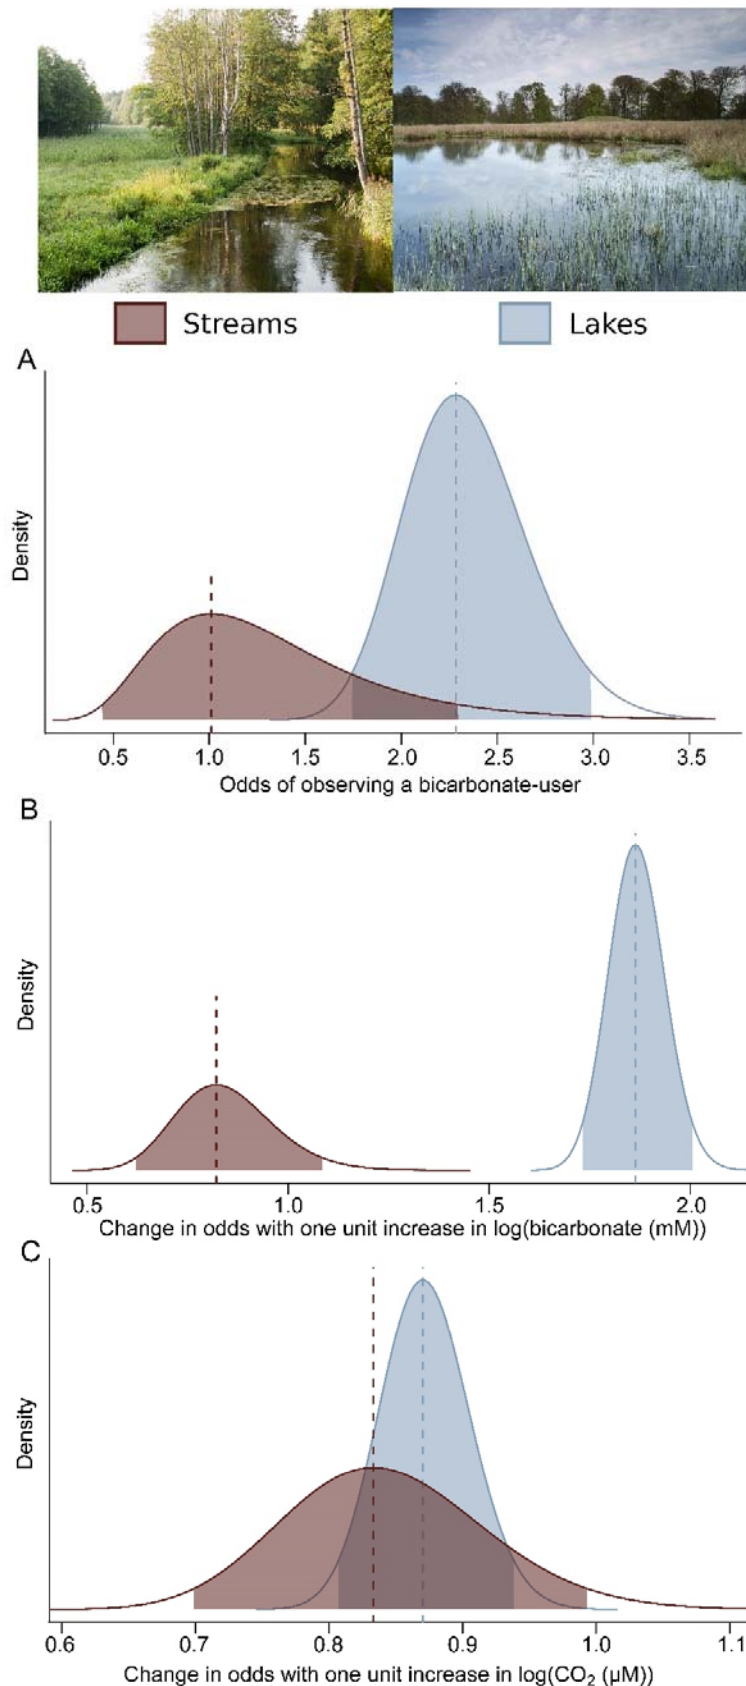 Streams Lakes
A
Density
0.5 1.0 1.5 2.0 2.5 3.0 3.5
Odds of observing a bicarbonate-user
B
Density
0.5 1.0 1.5 2.0
Change in odds with one unit increase in log(bicarbonate (mM))
C
Density
0.6 0.7 0.8 0.9 1.0 1.1
Change in odds with one unit increase in log(CO₂ (µM))